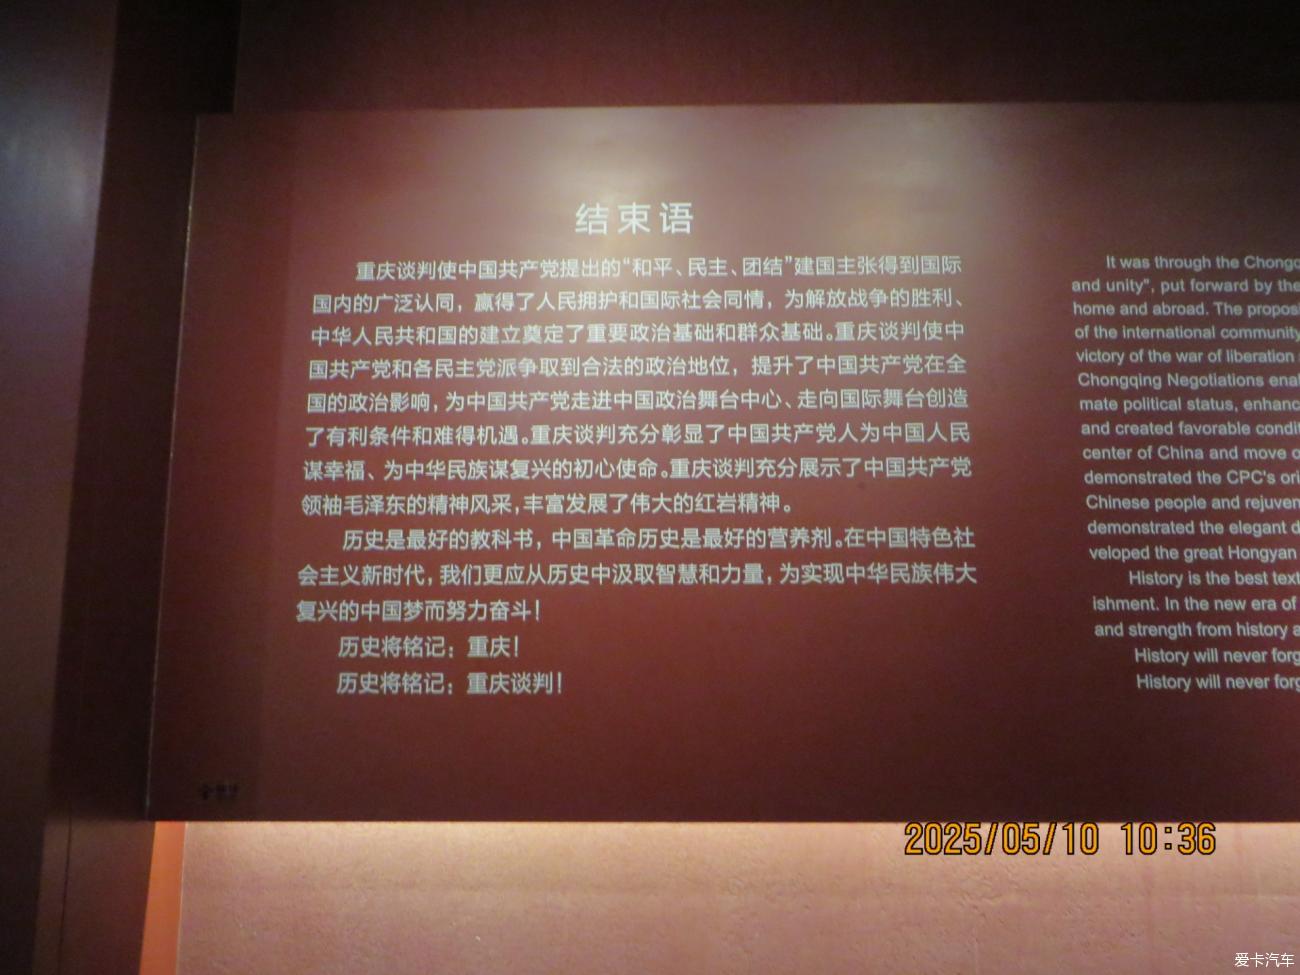 结束语
重庆谈判使中国共产党提出的“和平、民主、团结”建国主张得到国际
国内的广泛认同，赢得了人民拥护和国际社会同情，为解放战争的胜利、
中华人民共和国的建立奠定了重要政治基础和群众基础。重庆谈判使中
国共产党和各民主党派争取到合法的政治地位，提升了中国共产党在全
国的政治影响，为中国共产党走进中国政治舞台中心、走向国际舞台创造
了有利条件和难得机遇。重庆谈判充分彰显了中国共产党人为中国人民
谋幸福、为中华民族谋复兴的初心使命。重庆谈判充分展示了中国共产党
领袖毛泽东的精神风采，丰富发展了伟大的红岩精神。
历史是最好的教科书，中国革命历史是最好的营养剂。在中国特色社
会主义新时代，我们更应从历史中汲取智慧和力量，为实现中华民族伟大
复兴的中国梦而努力奋斗！
历史将铭记：重庆！
历史将铭记：重庆谈判！
It was through the Chongq
and unity", put forward by the
home and abroad. The propos
of the international community
victory of the war of liberation
Chongqing Negotiations enal
mate political status, enhanc
and created favorable condit
center of China and move o
demonstrated the CPC's ori
Chinese people and rejuven
demonstrated the elegant d
veloped the great Hongyan
History is the best text
ishment. In the new era of
and strength from history a
History will never forg
History will never forg
2025/05/10 10:36
爱卡汽车